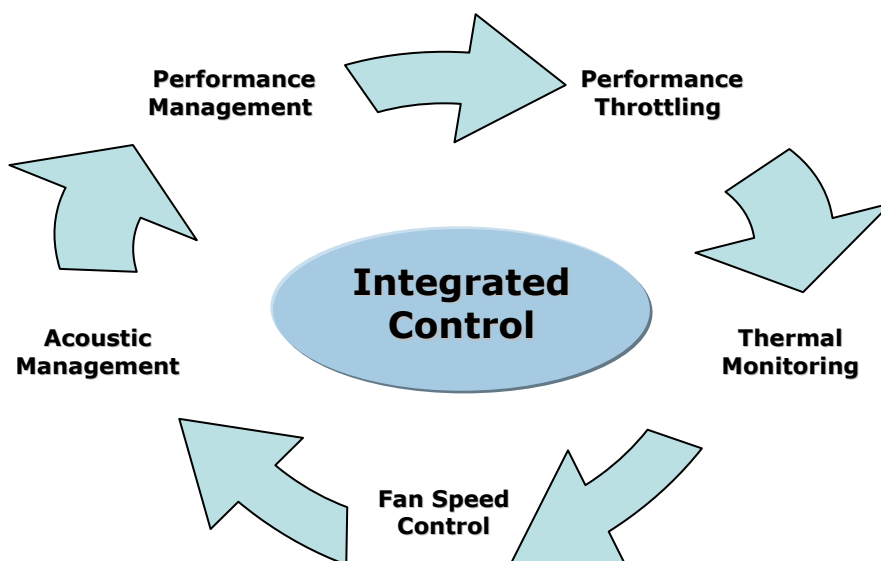 Performance
Management
Performance
Throttling
Integrated
Control
Acoustic
Management
Thermal
Monitoring
Fan Speed
Control